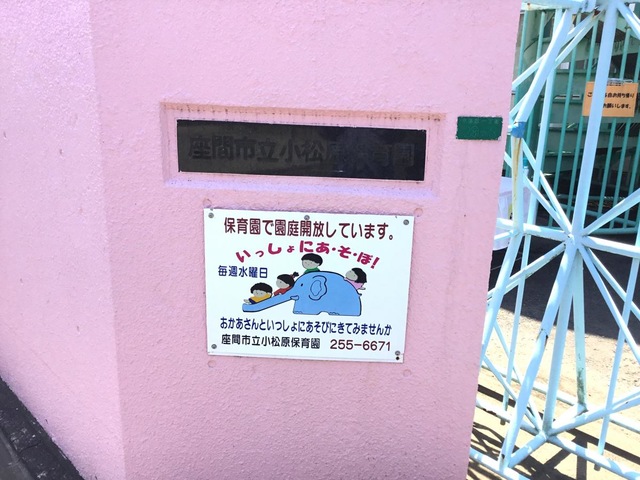 座間市立小松原保育園
保育園で園庭開放しています。
いっしょにあ・そ・ぼ!
毎週水曜日
おかあさんといっしょにあそびにきてみませんか
座間市立小松原保育園 255-6671